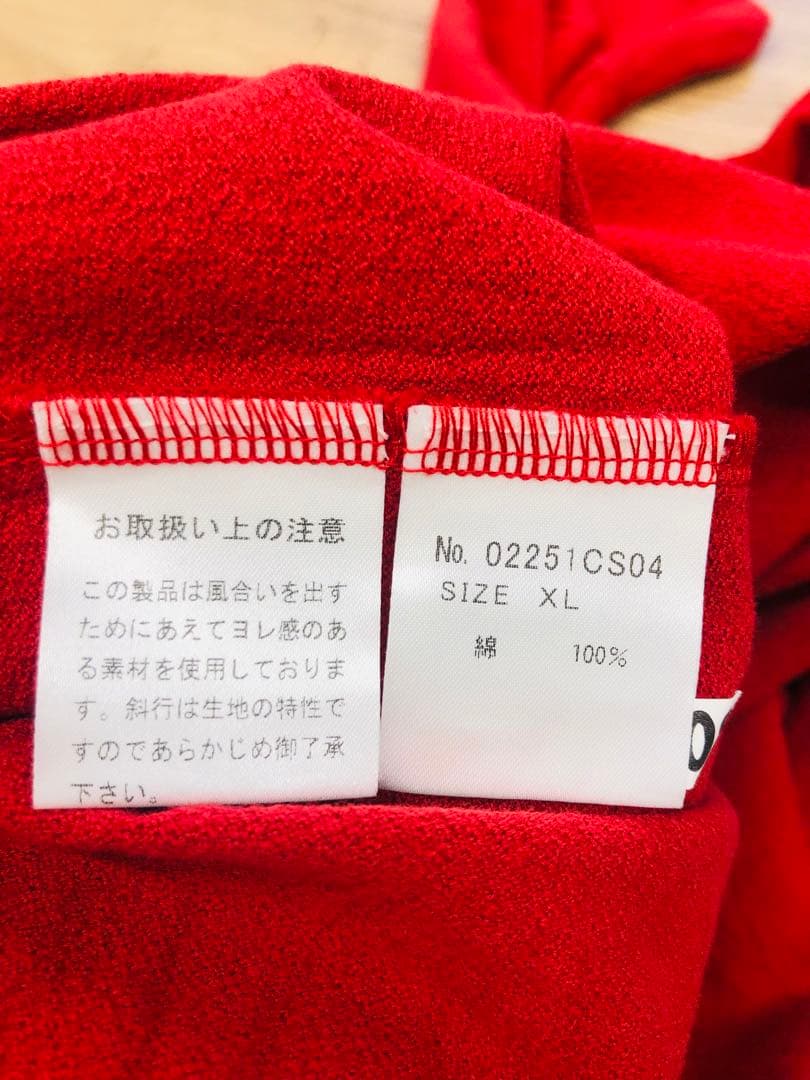 お取扱い上の注意
この製品は風合いを出す
ためにあえてヨレ感のあ
る素材を使用しておりま
す。斜行は生地の特性で
すのであらかじめ御了承
下さい。
No. 02251CS04
SIZE XL
綿 100%